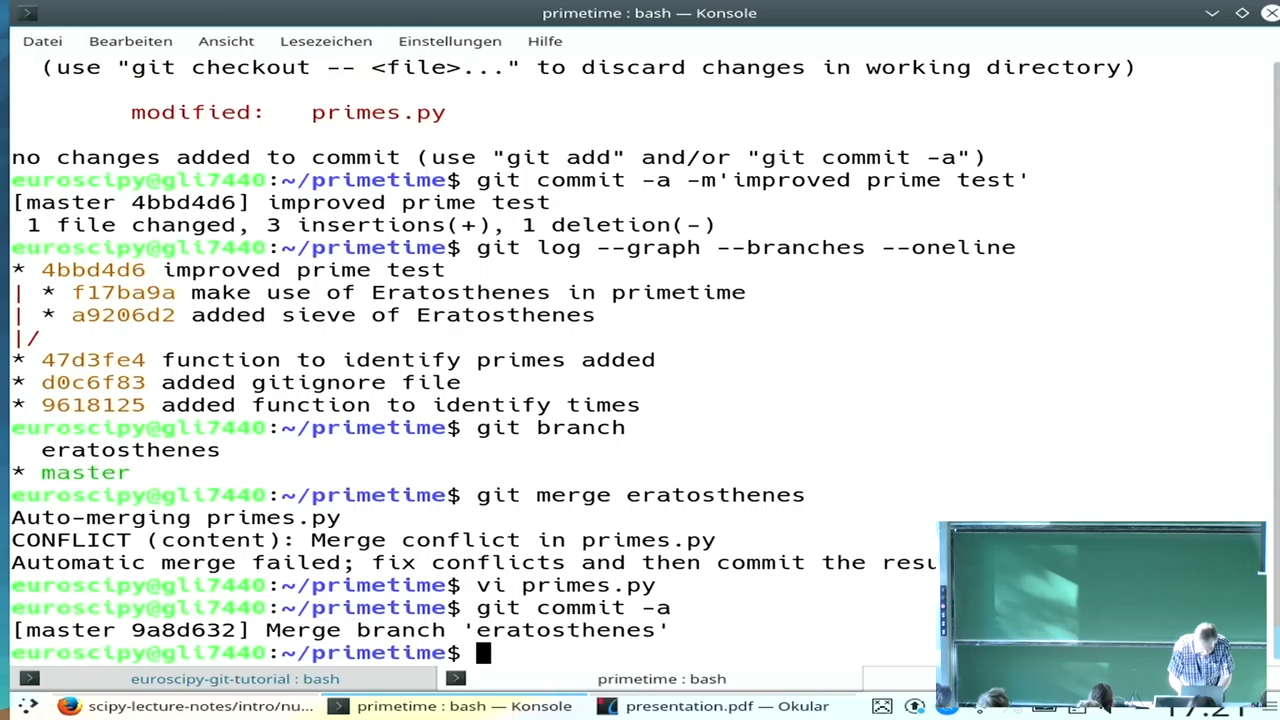 primetime : bash — Konsole
Datei Bearbeiten Ansicht Lesezeichen Einstellungen Hilfe
(use "git checkout -- <file>..." to discard changes in working directory)
modified: primes.py
no changes added to commit (use "git add" and/or "git commit -a")
euroscipy@gli7440:~/primetime$ git commit -a -m'improved prime test'
[master 4bbd4d6] improved prime test
1 file changed, 3 insertions(+), 1 deletion(-)
euroscipy@gli7440:~/primetime$ git log --graph --branches --oneline
* 4bbd4d6 improved prime test
| * f17ba9a make use of Eratosthenes in primetime
| * a9206d2 added sieve of Eratosthenes
|/
* 47d3fe4 function to identify primes added
* d0c6f83 added gitignore file
* 9618125 added function to identify times
euroscipy@gli7440:~/primetime$ git branch
eratosthenes
* master
euroscipy@gli7440:~/primetime$ git merge eratosthenes
Auto-merging primes.py
CONFLICT (content): Merge conflict in primes.py
Automatic merge failed; fix conflicts and then commit the resu
euroscipy@gli7440:~/primetime$ vi primes.py
euroscipy@gli7440:~/primetime$ git commit -a
[master 9a8d632] Merge branch 'eratosthenes'
euroscipy@gli7440:~/primetime$
euroscipy-git-tutorial : bash primetime : bash
scipy-lecture-notes/intro/nu... primetime : bash — Konsole presentation.pdf — Okular